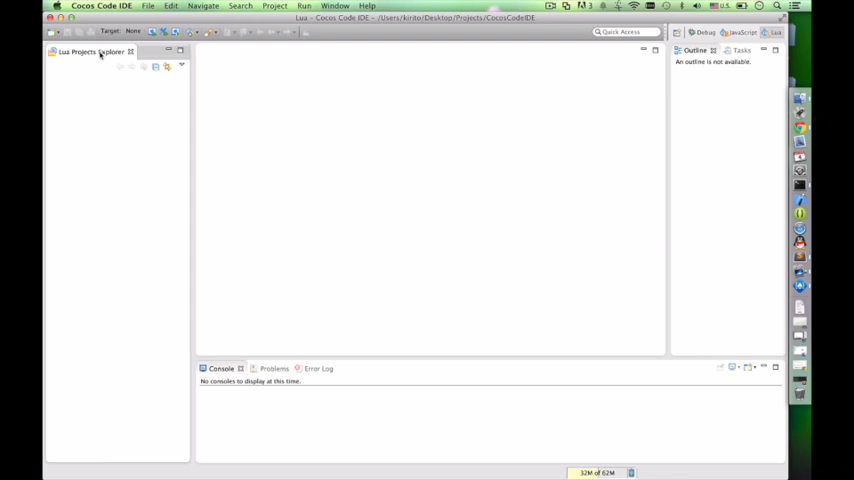 Cocos Code IDE File Edit Navigate Search Project Run Window Help
3 U.S.
Lua - Cocos Code IDE - /Users/kirito/Desktop/Projects/CocosCodeIDE
Target: None
Quick Access
Debug JavaScript Lua
Lua Projects Explorer
Outline Tasks
An outline is not available.
Console Problems Error Log
No consoles to display at this time.
32M of 62M